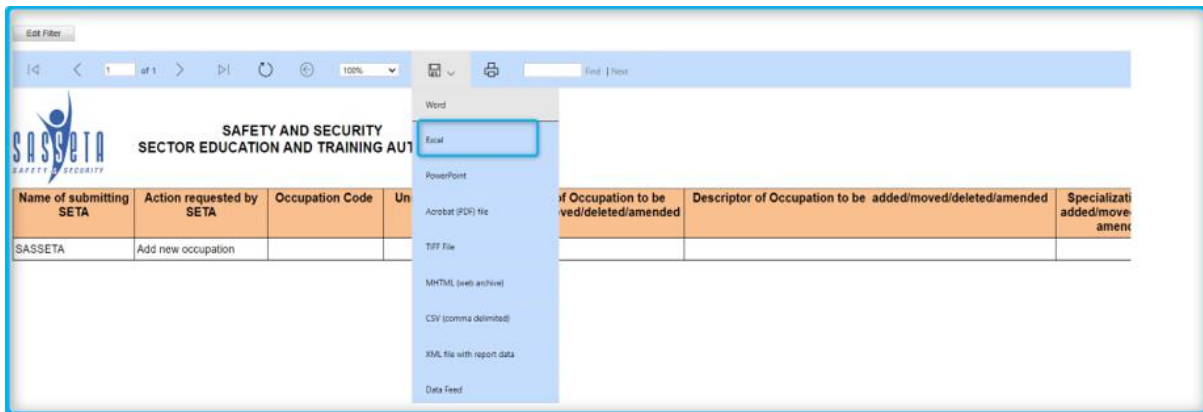 Edit Filter
1 of 1 100% Find | Next
Word
Excel
PowerPoint
Acrobat (PDF) file
TIFF File
MHTML (web archive)
CSV (comma delimited)
XML file with report data
Data Feed
SASSETA
SAFETY & SECURITY
SAFETY AND SECURITY
SECTOR EDUCATION AND TRAINING AUT
Name of submitting SETA
Action requested by SETA
Occupation Code
Un
of Occupation to be
ved/deleted/amended
Descriptor of Occupation to be added/moved/deleted/amended
Specializati
added/move
amend
SASSETA Add new occupation